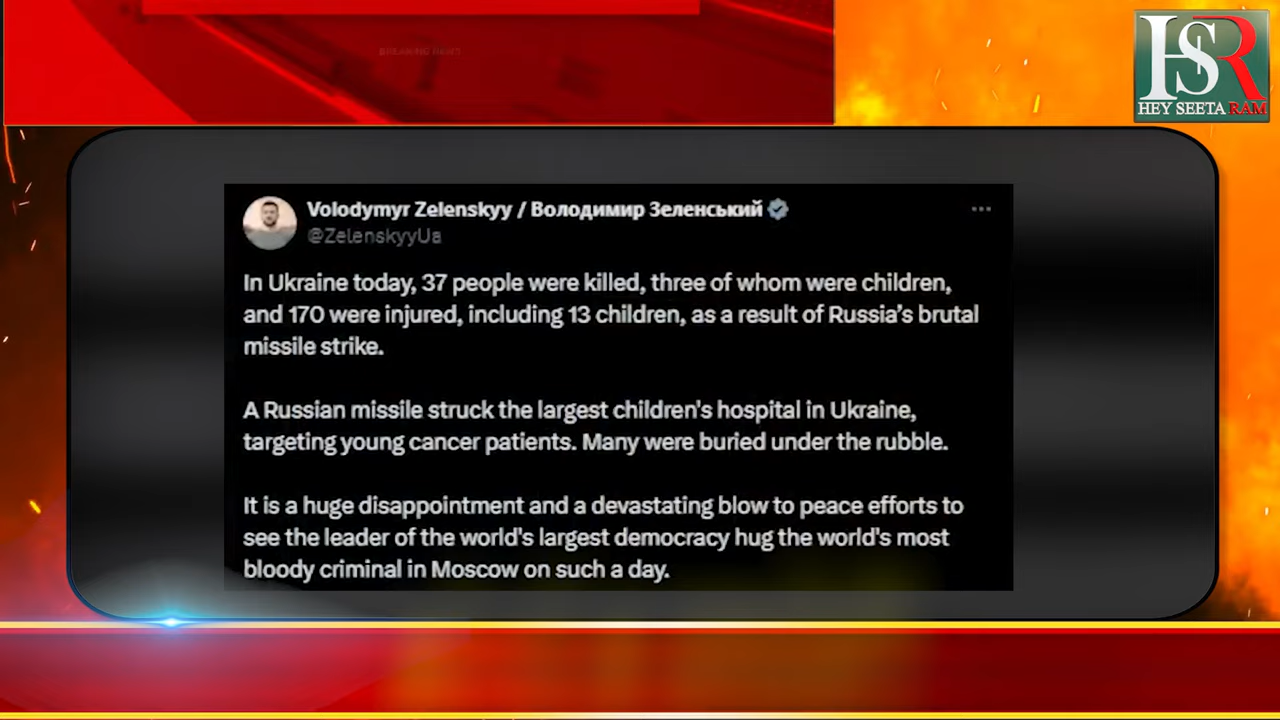 BREAKING NEWS
HSR
HEY SEETA RAM
Volodymyr Zelenskyy / Володимир Зеленський
@ZelenskyyUa
In Ukraine today, 37 people were killed, three of whom were children,
and 170 were injured, including 13 children, as a result of Russia's brutal
missile strike.
A Russian missile struck the largest children's hospital in Ukraine,
targeting young cancer patients. Many were buried under the rubble.
It is a huge disappointment and a devastating blow to peace efforts to
see the leader of the world's largest democracy hug the world's most
bloody criminal in Moscow on such a day.